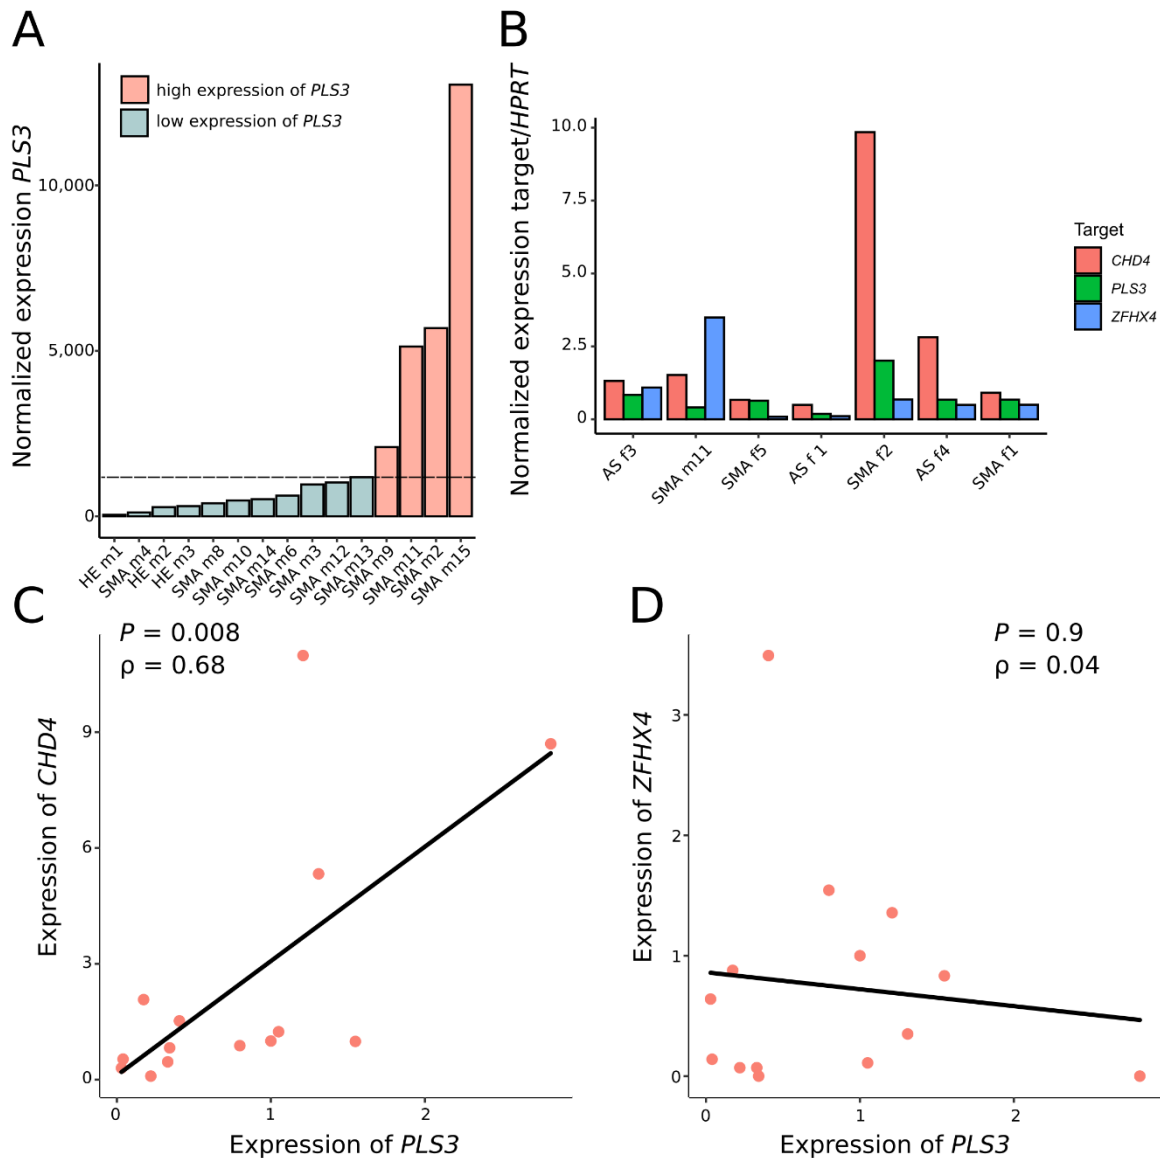 A
Normalized expression PLS3
high expression of PLS3
low expression of PLS3
10,000
5,000
0
HE m1
SMA m4
HE m2
HE m3
SMA m8
SMA m10
SMA m14
SMA m6
SMA m3
SMA m12
SMA m13
SMA m9
SMA m11
SMA m2
SMA m15
B
Normalized expression target/HPRT
10.0
7.5
5.0
2.5
0
AS f3
SMA m11
SMA f5
AS f 1
SMA f2
AS f4
SMA f1
Target
CHD4
PLS3
ZFHX4
C
P = 0.008
ρ = 0.68
Expression of CHD4
9
6
3
0
0
1
2
Expression of PLS3
D
P = 0.9
ρ = 0.04
Expression of ZFHX4
3
2
1
0
0
1
2
Expression of PLS3